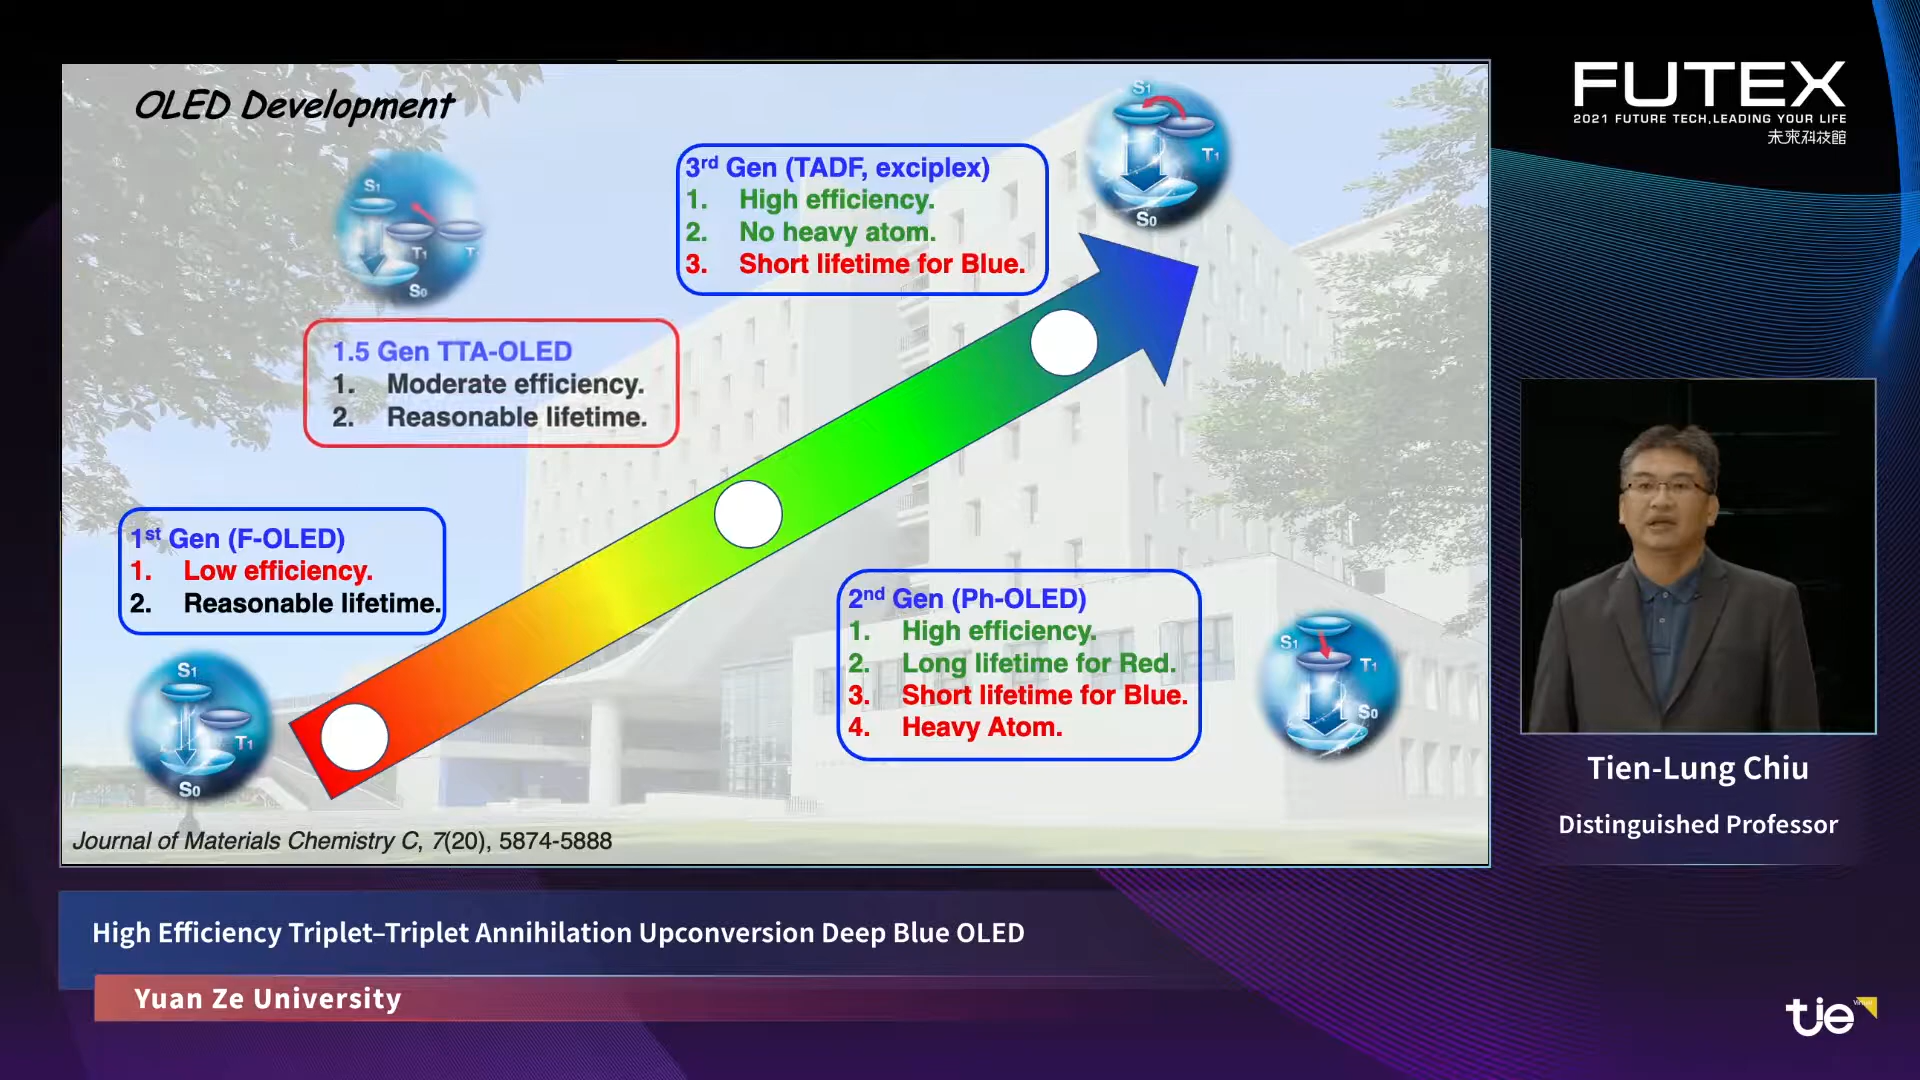 OLED Development
S1
T1
T
S0
1.5 Gen TTA-OLED
1. Moderate efficiency.
2. Reasonable lifetime.
3rd Gen (TADF, exciplex)
1. High efficiency.
2. No heavy atom.
3. Short lifetime for Blue.
S1
T1
S0
1st Gen (F-OLED)
1. Low efficiency.
2. Reasonable lifetime.
S1
T1
S0
2nd Gen (Ph-OLED)
1. High efficiency.
2. Long lifetime for Red.
3. Short lifetime for Blue.
4. Heavy Atom.
S1
T1
S0
Journal of Materials Chemistry C, 7(20), 5874-5888
FUTEX
2021 FUTURE TECH,LEADING YOUR LIFE
未來科技館
Tien-Lung Chiu
Distinguished Professor
High Efficiency Triplet–Triplet Annihilation Upconversion Deep Blue OLED
Yuan Ze University
tie